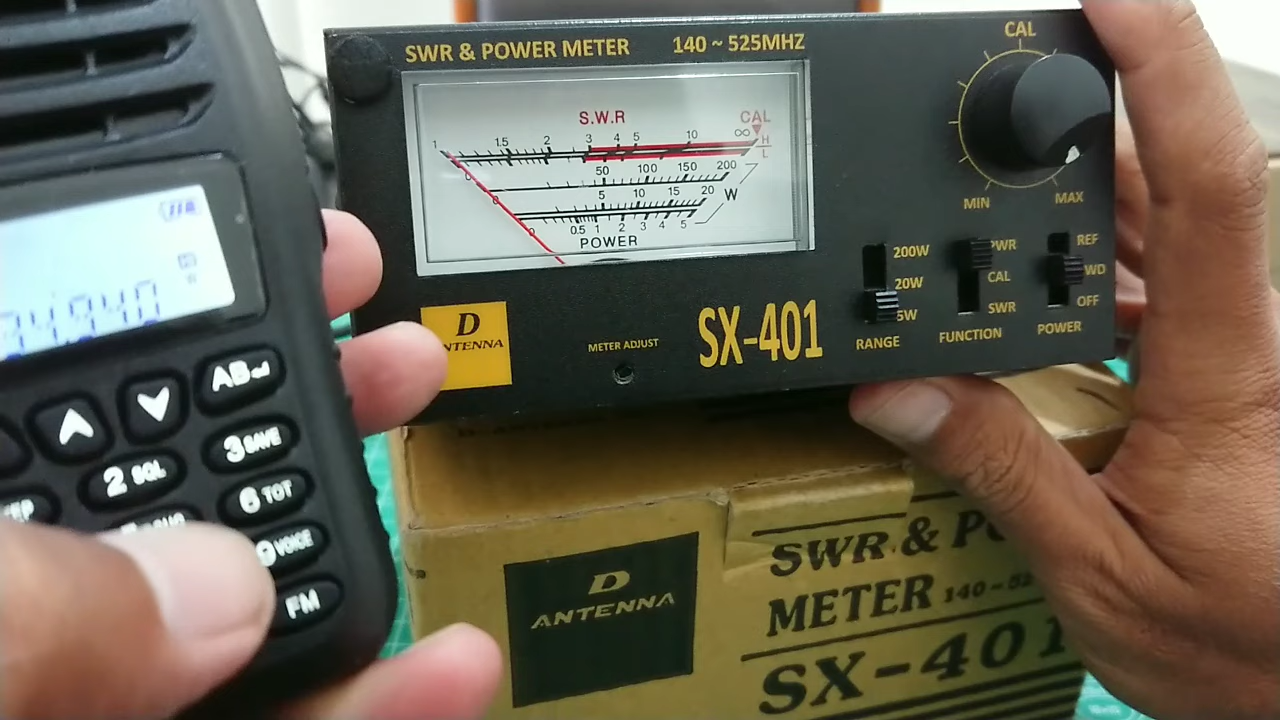 SWR & POWER METER 140 ~ 525MHZ
CAL
S.W.R
CAL
1 1.5 2 3 4 5 10 ∞
H
L
0 50 100 150 200
0 5 10 15 20
W
0 0.5 1 2 3 4 5
POWER
MIN MAX
200W
20W
5W
RANGE
PWR
CAL
SWR
FUNCTION
REF
WD
OFF
POWER
D
NTENNA
METER ADJUST
SX-401
AB
3 SAVE
2 SQL
6 TOT
VOICE
FM
D
ANTENNA
SWR & PO
METER 140-52
SX-401